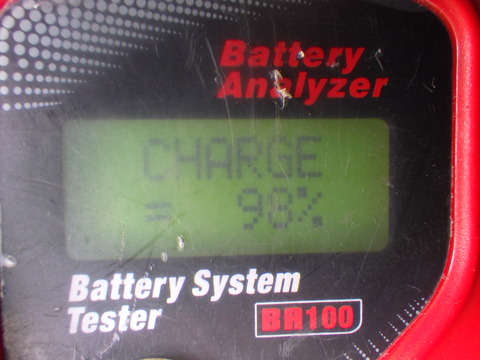 Battery
Analyzer
CHARGE
= 98%
Battery System
Tester
BR100